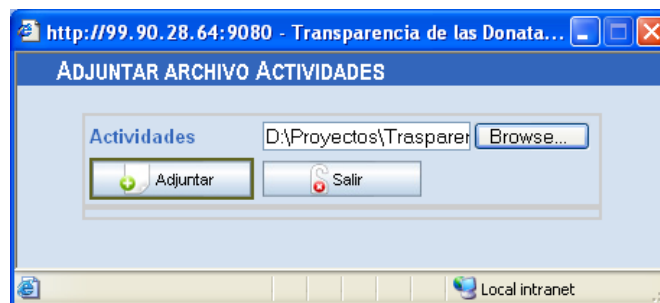 http://99.90.28.64:9080 - Transparencia de las Donata...
ADJUNTAR ARCHIVO ACTIVIDADES
Actividades D:\Proyectos\Trasparer Browse...
Adjuntar Salir
Local intranet